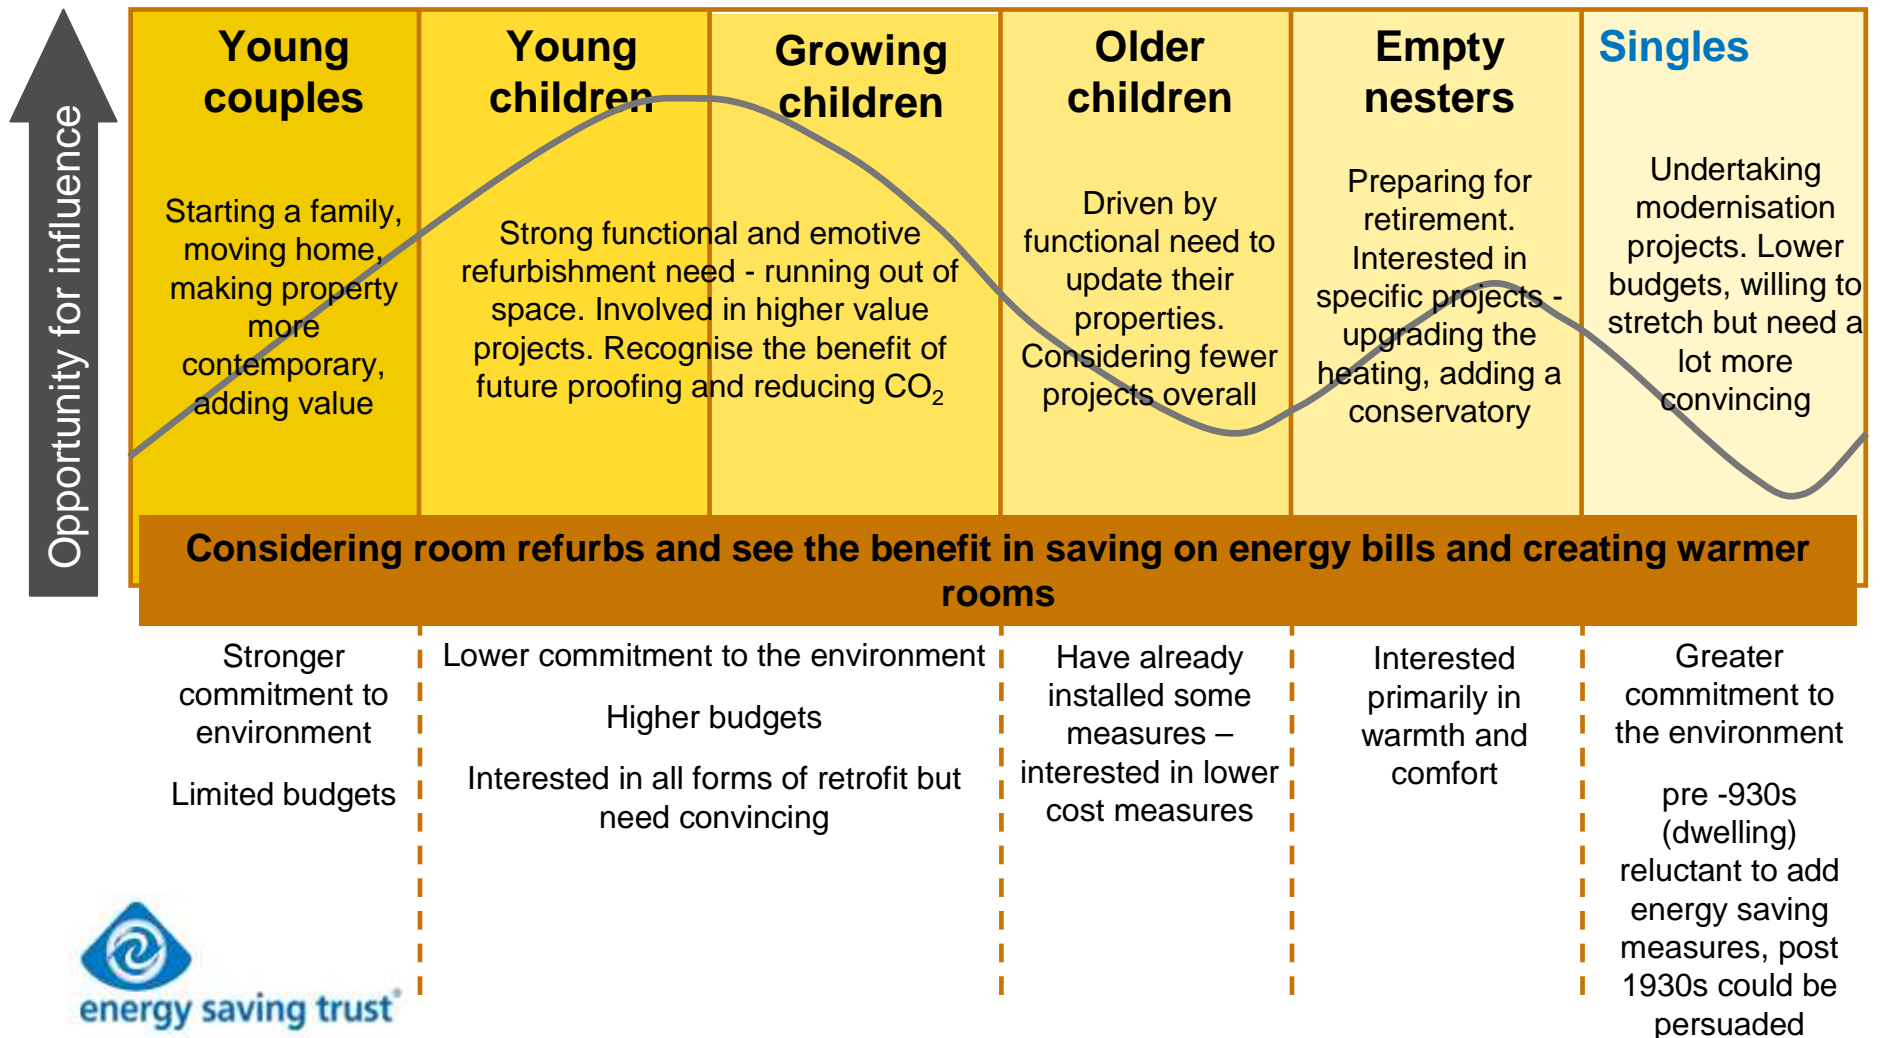 Opportunity for influence
Young
couples
Young
children
Growing
children
Older
children
Empty
nesters
Singles
Starting a family,
moving home,
making property
more
contemporary,
adding value
Strong functional and emotive
refurbishment need - running out of
space. Involved in higher value
projects. Recognise the benefit of
future proofing and reducing CO₂
Driven by
functional need to
update their
properties.
Considering fewer
projects overall
Preparing for
retirement.
Interested in
specific projects -
upgrading the
heating, adding a
conservatory
Undertaking
modernisation
projects. Lower
budgets, willing to
stretch but need a
lot more
convincing
Considering room refurbs and see the benefit in saving on energy bills and creating warmer
rooms
Stronger
commitment to
environment
Limited budgets
Lower commitment to the environment
Higher budgets
Interested in all forms of retrofit but
need convincing
Have already
installed some
measures –
interested in lower
cost measures
Interested
primarily in
warmth and
comfort
Greater
commitment to
the environment
pre -930s
(dwelling)
reluctant to add
energy saving
measures, post
1930s could be
persuaded
energy saving trust®